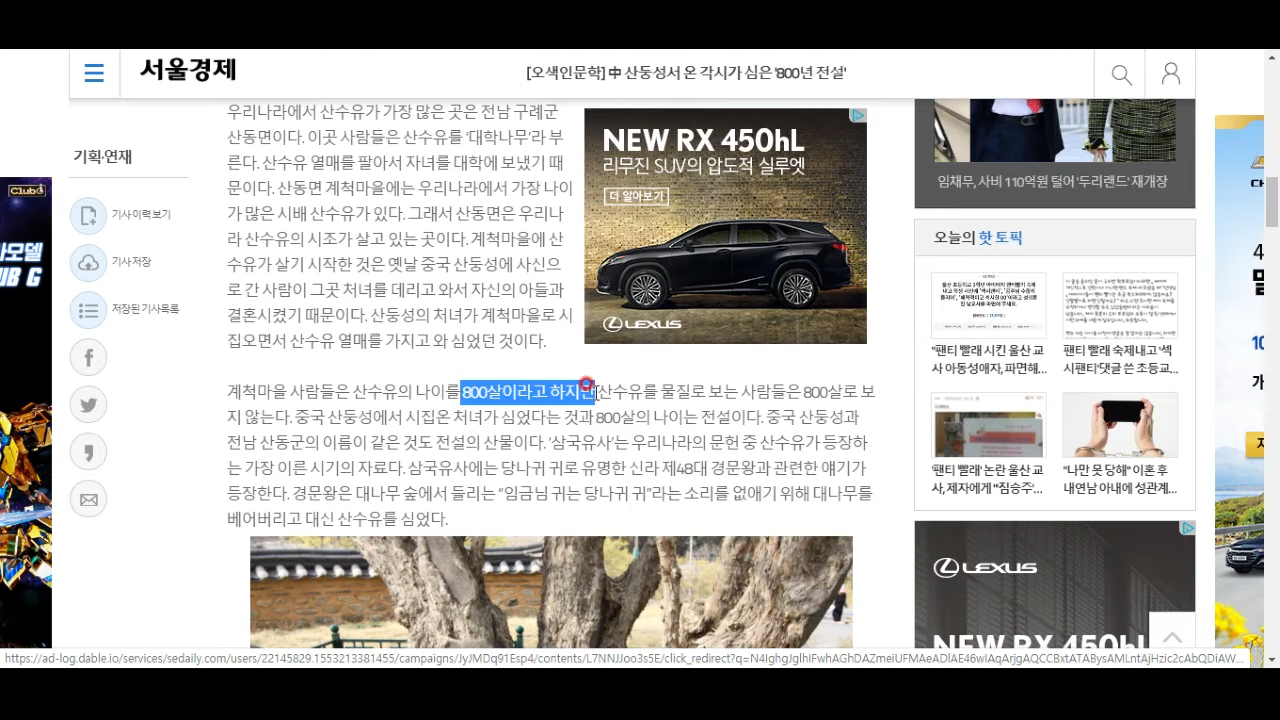 서울경제
[오색인문학] 中 산둥성서 온 각시가 심은 '800년 전설'
기획·연재
기사이력보기
기사저장
저장된기사목록
우리나라에서 산수유가 가장 많은 곳은 전남 구례군
산동면이다. 이곳 사람들은 산수유를 '대학나무'라 부
른다. 산수유 열매를 팔아서 자녀를 대학에 보냈기 때
문이다. 산동면 계척마을에는 우리나라에서 가장 나이
가 많은 시배 산수유가 있다. 그래서 산동면은 우리나
라 산수유의 시조가 살고 있는 곳이다. 계척마을에 산
수유가 살기 시작한 것은 옛날 중국 산둥성에 사신으
로 간 사람이 그곳 처녀를 데리고 와서 자신의 아들과
결혼시켰기 때문이다. 산둥성의 처녀가 계척마을로 시
집오면서 산수유 열매를 가지고 와 심었던 것이다.
NEW RX 450hL
리무진 SUV의 압도적 실루엣
더 알아보기
LEXUS
계척마을 사람들은 산수유의 나이를 800살이라고 하지만 산수유를 물질로 보는 사람들은 800살로 보
지 않는다. 중국 산둥성에서 시집온 처녀가 심었다는 것과 800살의 나이는 전설이다. 중국 산둥성과
전남 산동군의 이름이 같은 것도 전설의 산물이다. '삼국유사'는 우리나라의 문헌 중 산수유가 등장하
는 가장 이른 시기의 자료다. 삼국유사에는 당나귀 귀로 유명한 신라 제48대 경문왕과 관련한 얘기가
등장한다. 경문왕은 대나무 숲에서 들리는 "임금님 귀는 당나귀 귀"라는 소리를 없애기 위해 대나무를
베어버리고 대신 산수유를 심었다.
임채무, 사비 110억원 털어 '두리랜드' 재개장
오늘의 핫토픽
"팬티 빨래 시킨 울산 교
사 아동성애자, 파면해...
팬티 빨래 숙제내고 '섹
시팬티'댓글 쓴 초등교...
'팬티 빨래' 논란 울산 교
사, 제자에게 "짐승주'...
"나만 못 당해" 이혼 후
내연남 아내에 성관계...
LEXUS
NEW RX 450hL
Club
모델
UB G
https://ad-log.dable.io/services/sedaily.com/users/22145829.1553213381455/campaigns/JyJMDq91Esp4/contents/L7NNJJoo3s5E/click_redirect?q=N4IghgJglhIFwhAGhDAZmeiUFMAeADlAE46wIAqArjgAQCCBxtATABysAMLntAjHzic2cAbQDiAW...